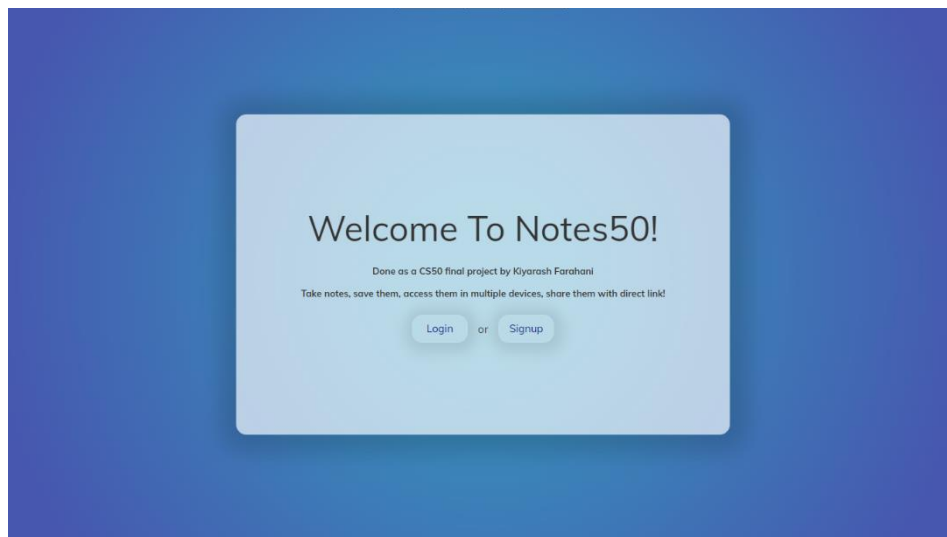 Welcome To Notes50!
Done as a CS50 final project by Kiyarash Farahani
Take notes, save them, access them in multiple devices, share them with direct link!
Login or Signup